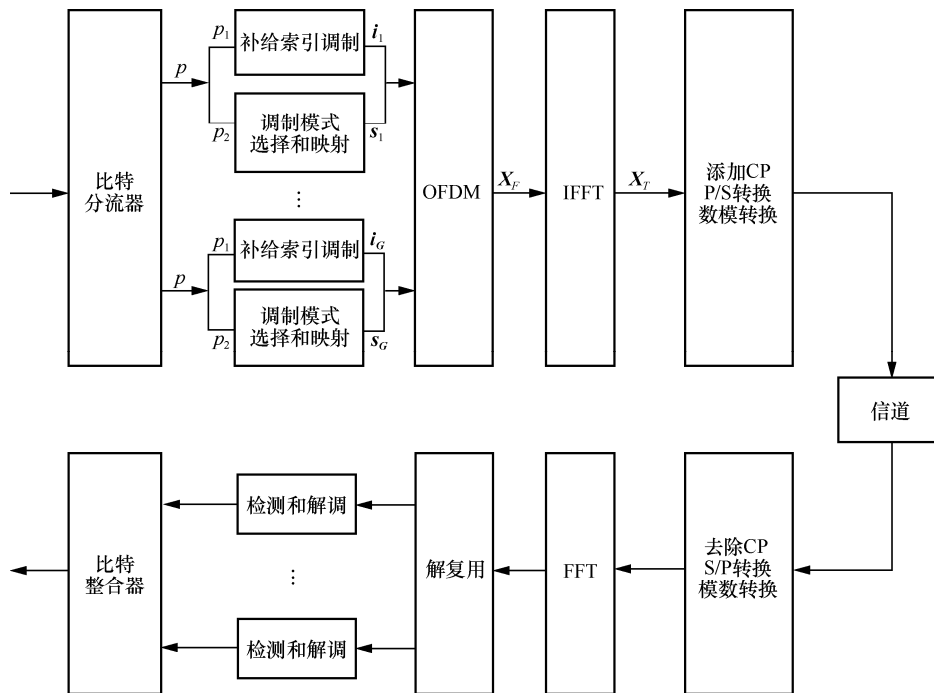 比特
分流器
p
p
p1
补给索引调制
i1
p2
调制模式
选择和映射
s1
⋮
p1
补给索引调制
iG
p2
调制模式
选择和映射
sG
OFDM
XF
IFFT
XT
添加CP
P/S转换
数模转换
信道
去除CP
S/P转换
模数转换
FFT
解复用
检测和解调
⋮
检测和解调
比特
整合器